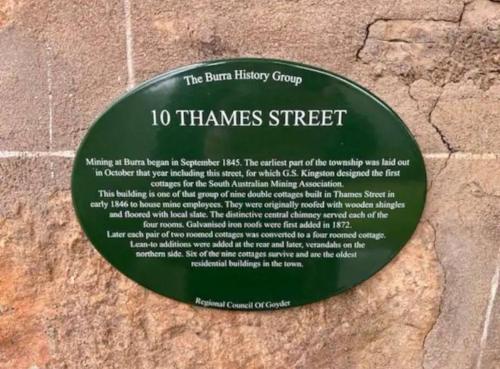 The Burra History Group
10 THAMES STREET
Mining at Burra began in September 1845. The earliest part of the township was laid out
in October that year including this street, for which G.S. Kingston designed the first
cottages for the South Australian Mining Association.
This building is one of that group of nine double cottages built in Thames Street in
early 1846 to house mine employees. They were originally roofed with wooden shingles
and floored with local slate. The distinctive central chimney served each of the
four rooms. Galvanised iron roofs were first added in 1872.
Later each pair of two roomed cottages was converted to a four roomed cottage.
Lean-to additions were added at the rear and later, verandahs on the
northern side. Six of the nine cottages survive and are the oldest
residential buildings in the town.
Regional Council Of Goyder